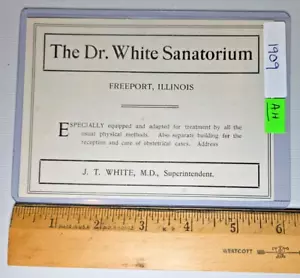 The Dr. White Sanatorium
FREEPORT, ILLINOIS
ESPECIALLY equipped and adapted for treatment by all the
usual physical methods. Also separate building for the
reception and care of obstetrical cases. Address
J. T. WHITE, M.D., Superintendent.
1909
AH
1
2
3
4
5
WESTCOTT